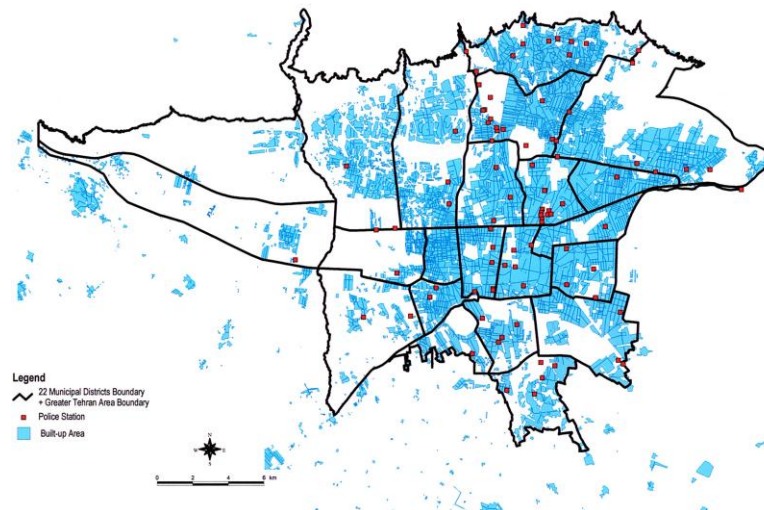 Legend
22 Municipal Districts Boundary
+ Greater Tehran Area Boundary
Police Station
Built-up Area
N
W
E
S
0 2 4 6 km